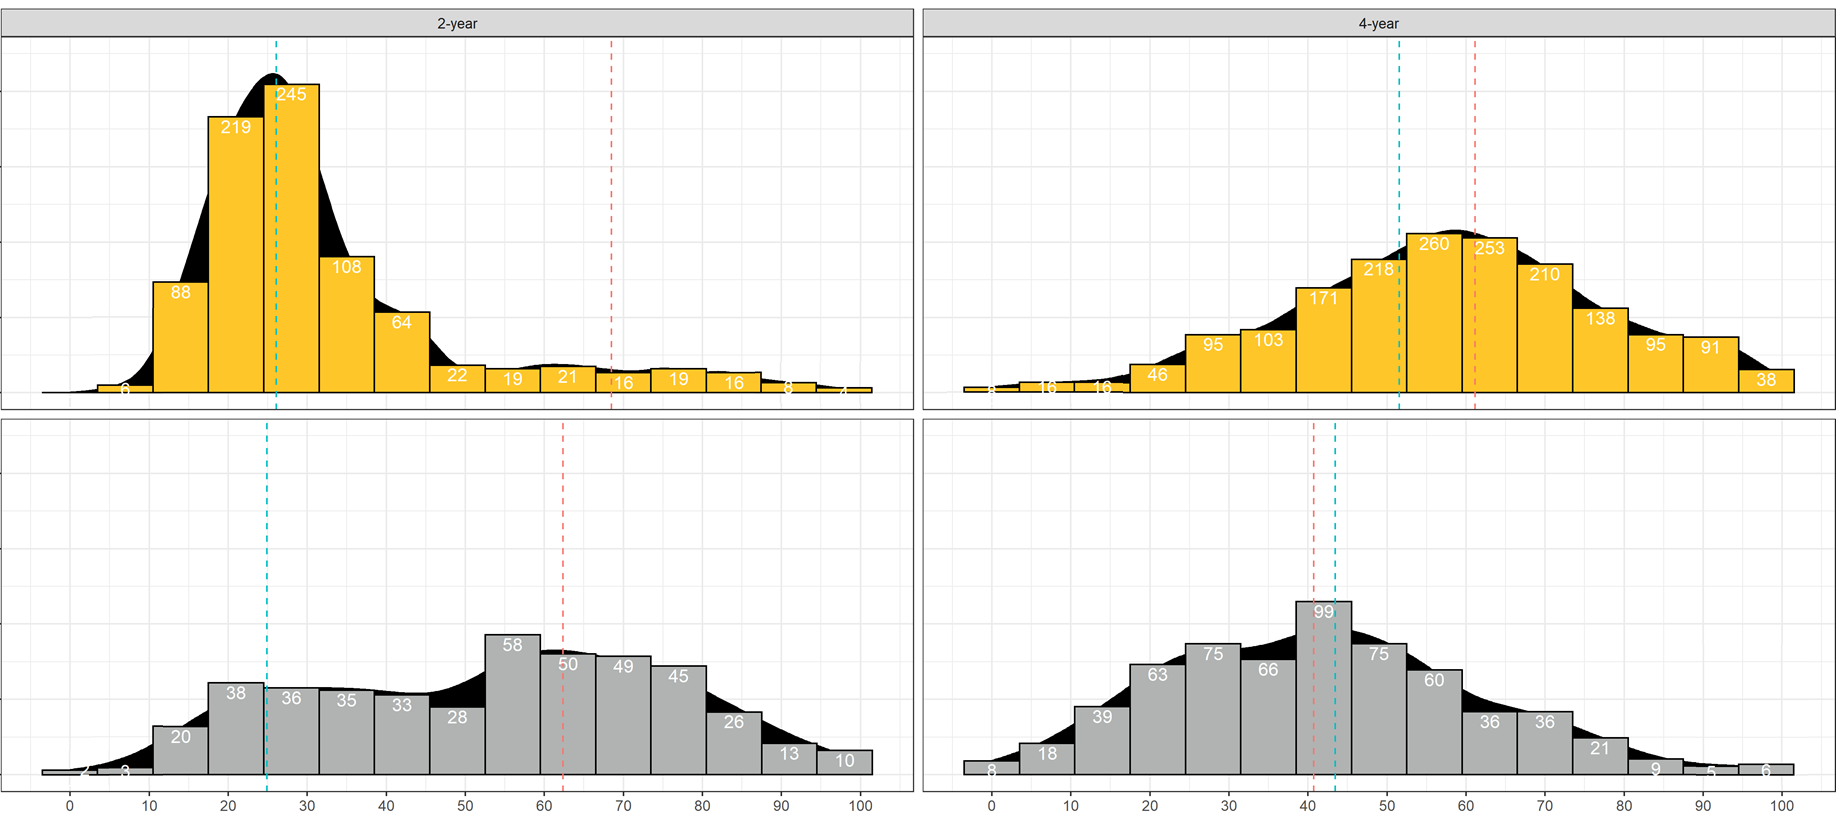 2-year
4-year
6 88 219 245 108 64 22 19 21 16 19 16 8 4
16 16 46 95 103 171 218 260 253 210 138 95 91 38
2 3 20 38 36 35 33 28 58 50 49 45 26 13 10
8 18 39 63 75 66 99 75 60 36 36 21 9 5 6
0 10 20 30 40 50 60 70 80 90 100
0 10 20 30 40 50 60 70 80 90 100